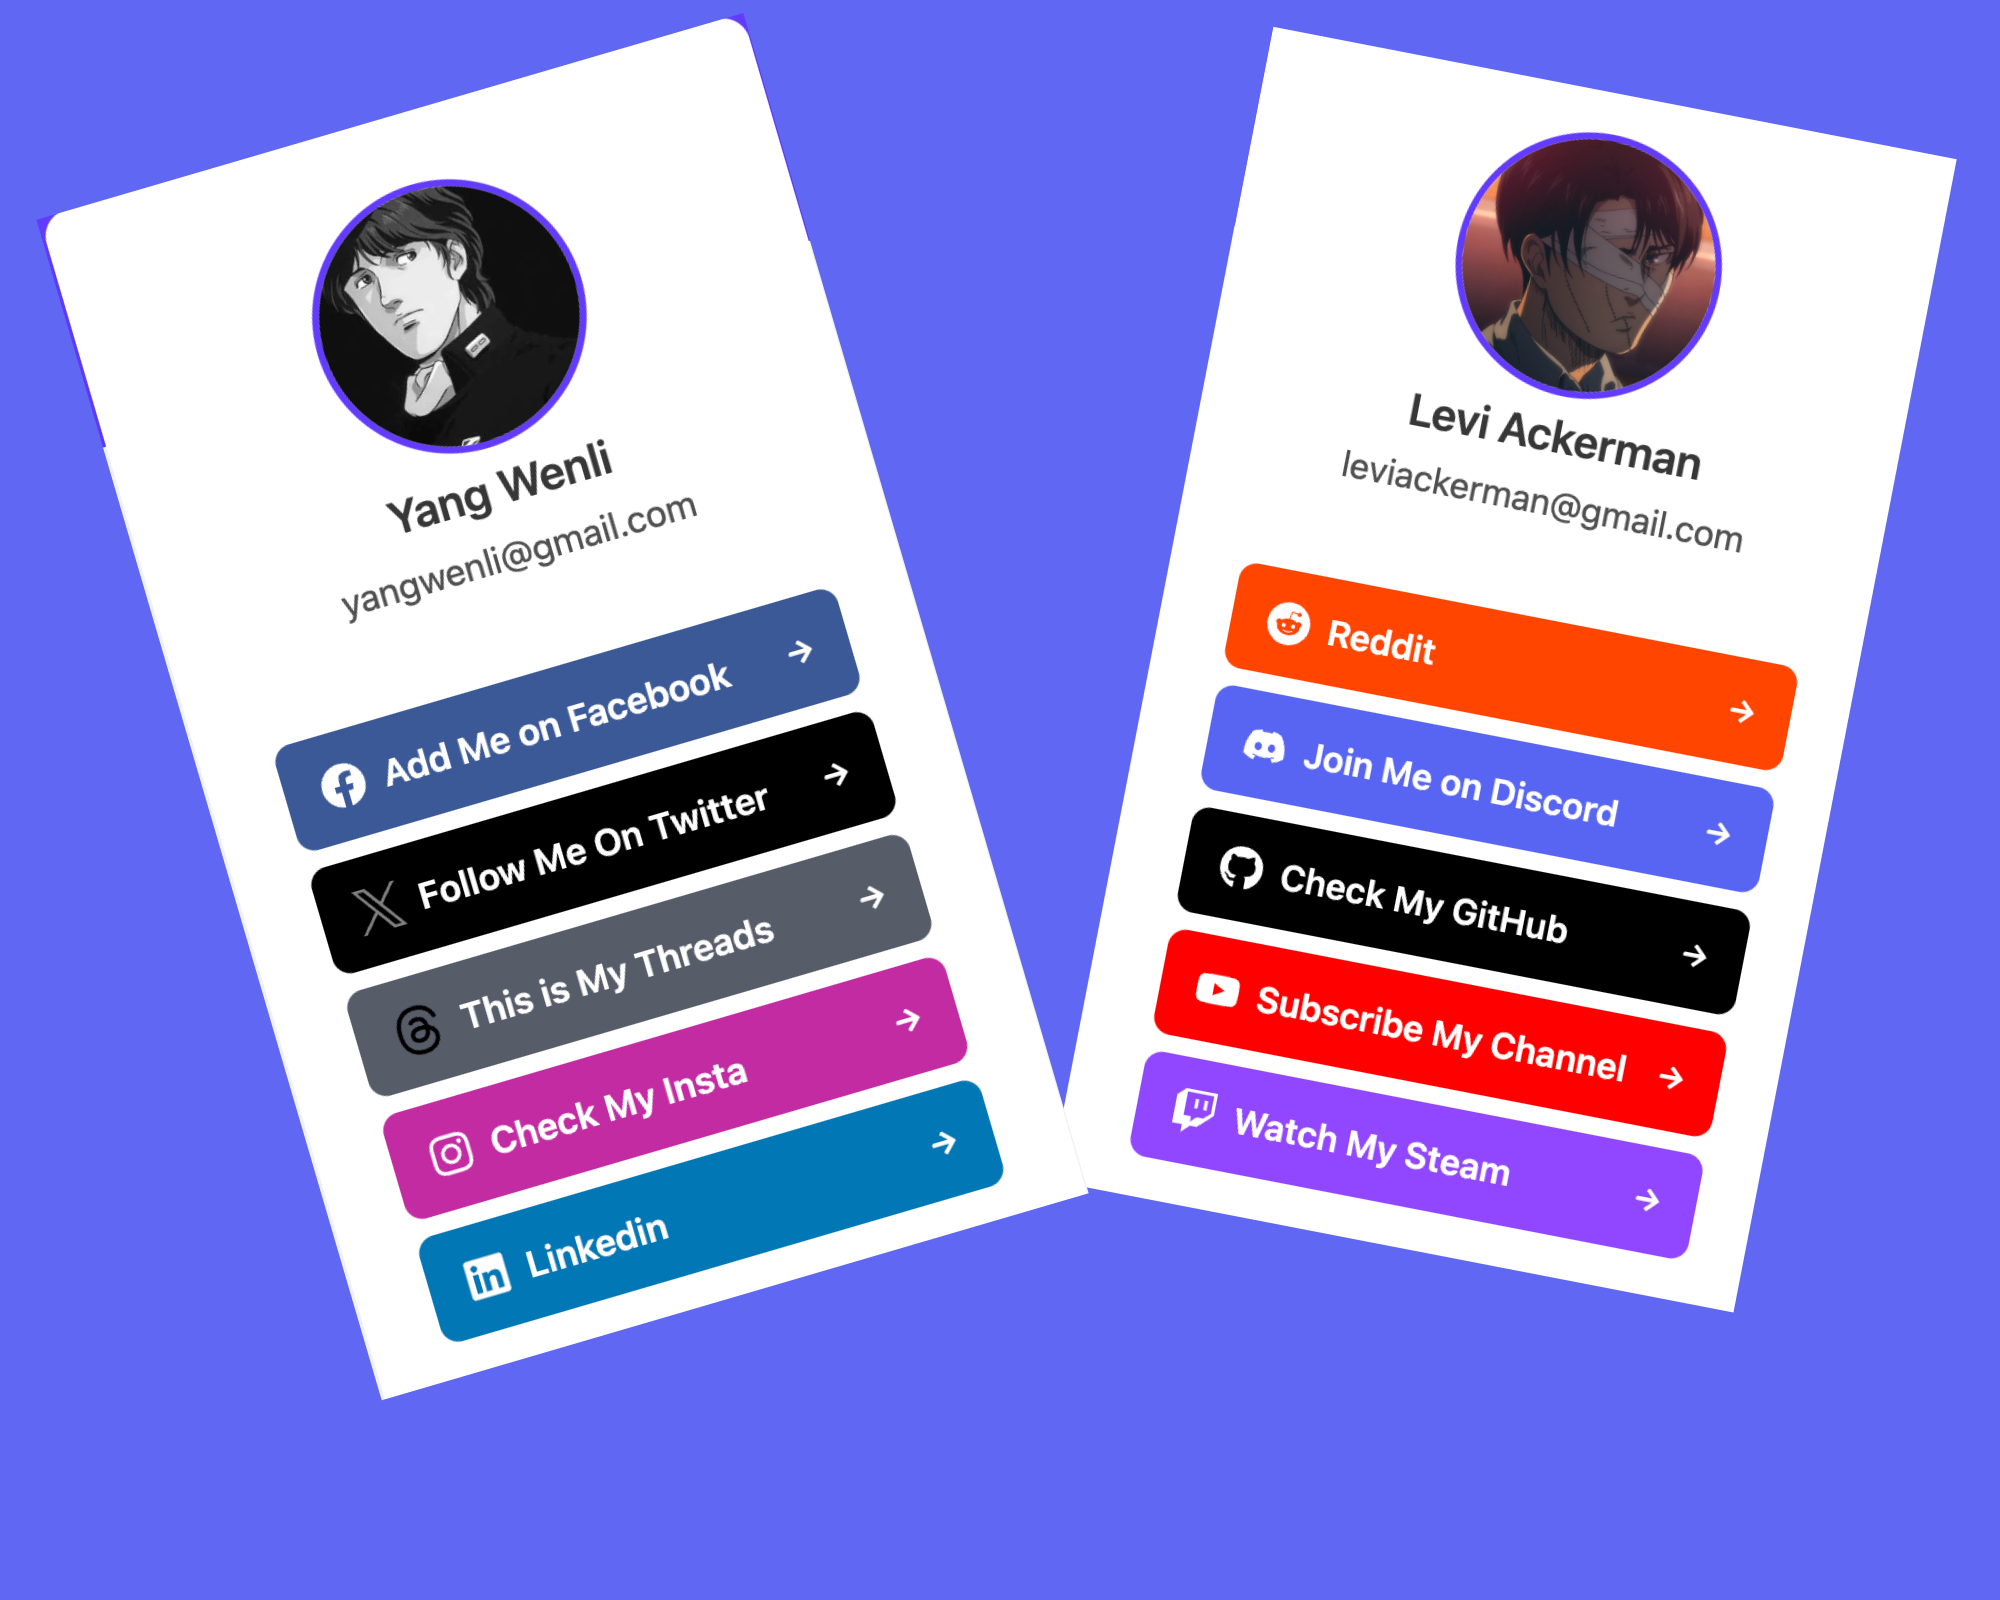 Yang Wenli
yangwenli@gmail.com
Add Me on Facebook
Follow Me On Twitter
This is My Threads
Check My Insta
Linkedin
Levi Ackerman
leviackerman@gmail.com
Reddit
Join Me on Discord
Check My GitHub
Subscribe My Channel
Watch My Steam